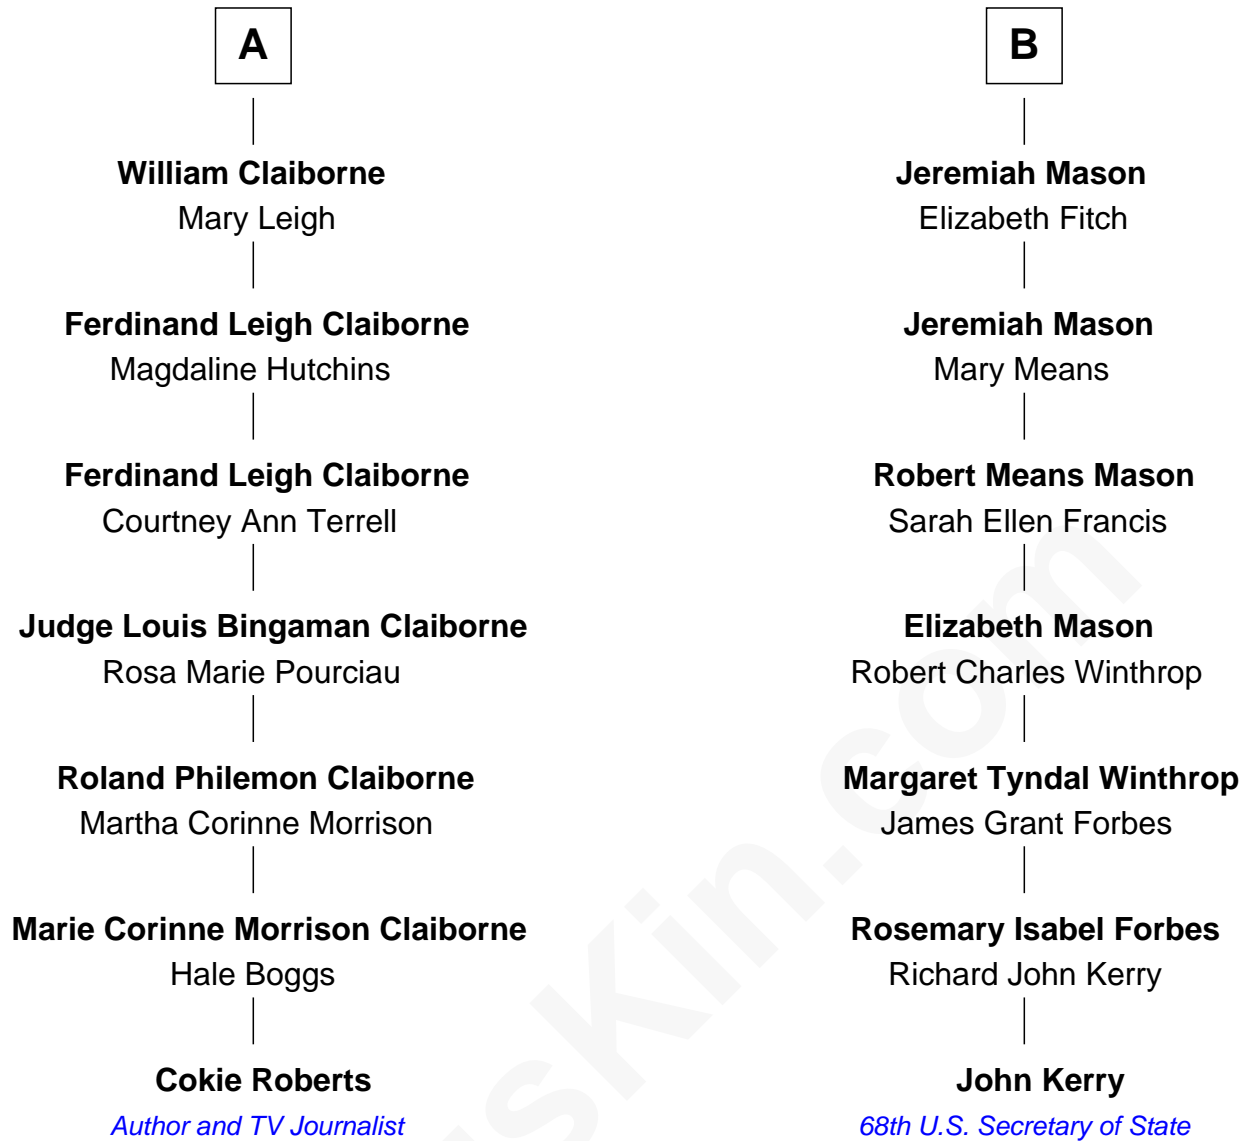 A
William Claiborne
Mary Leigh
Ferdinand Leigh Claiborne
Magdaline Hutchins
Ferdinand Leigh Claiborne
Courtney Ann Terrell
Judge Louis Bingaman Claiborne
Rosa Marie Pourciau
Roland Philemon Claiborne
Martha Corinne Morrison
Marie Corinne Morrison Claiborne
Hale Boggs
Cokie Roberts
Author and TV Journalist
B
Jeremiah Mason
Elizabeth Fitch
Jeremiah Mason
Mary Means
Robert Means Mason
Sarah Ellen Francis
Elizabeth Mason
Robert Charles Winthrop
Margaret Tyndal Winthrop
James Grant Forbes
Rosemary Isabel Forbes
Richard John Kerry
John Kerry
68th U.S. Secretary of State